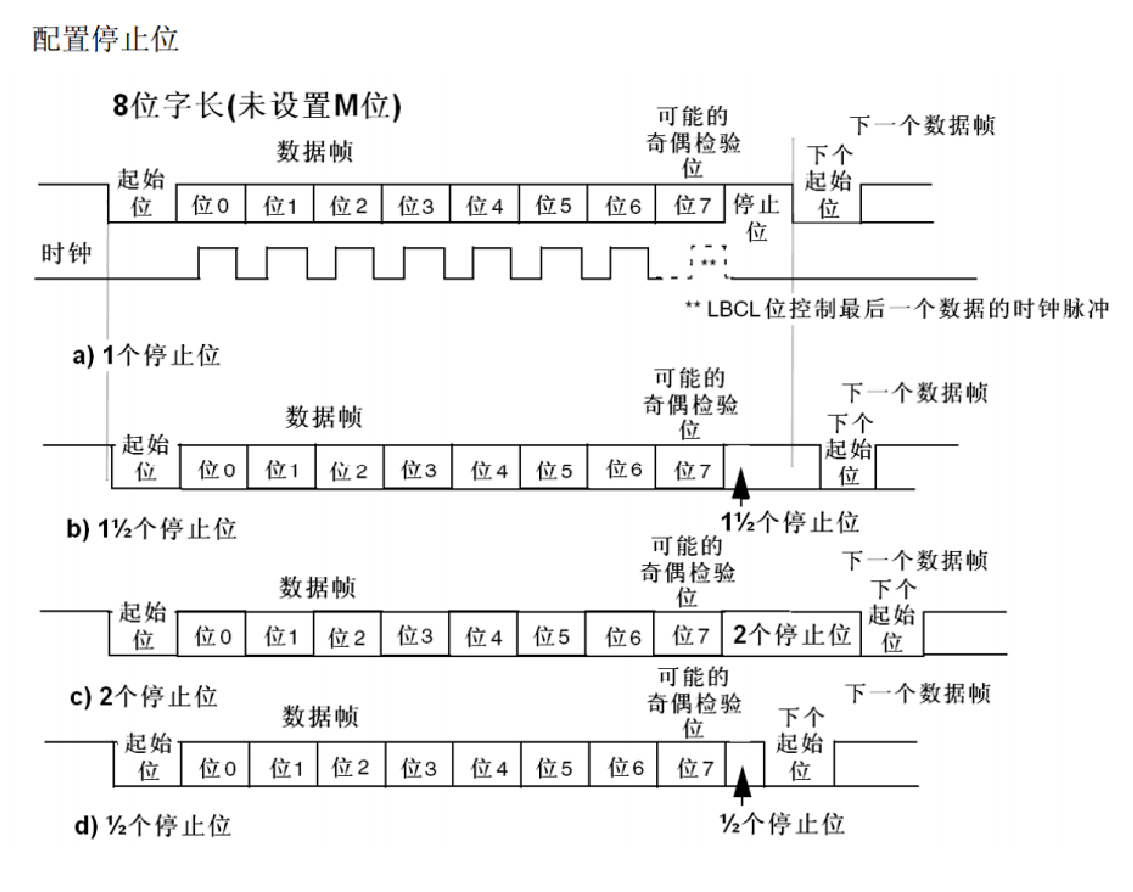 配置停止位
8位字长(未设置M位)
可能的
奇偶检验
位
下一个数据帧
数据帧
下个
起始
位
起始
位
位0
位1
位2
位3
位4
位5
位6
位7
停止
位
时钟
**
** LBCL位控制最后一个数据的时钟脉冲
a) 1个停止位
可能的
奇偶检验
位
下一个数据帧
数据帧
下个
起始
位
起始
位
位0
位1
位2
位3
位4
位5
位6
位7
1½个停止位
b) 1½个停止位
可能的
奇偶检验
位
下一个数据帧
数据帧
下个
起始
位
起始
位
位0
位1
位2
位3
位4
位5
位6
位7
2个停止位
c) 2个停止位
可能的
奇偶检验
位
下一个数据帧
数据帧
下个
起始
位
起始
位
位0
位1
位2
位3
位4
位5
位6
位7
½个停止位
d) ½个停止位